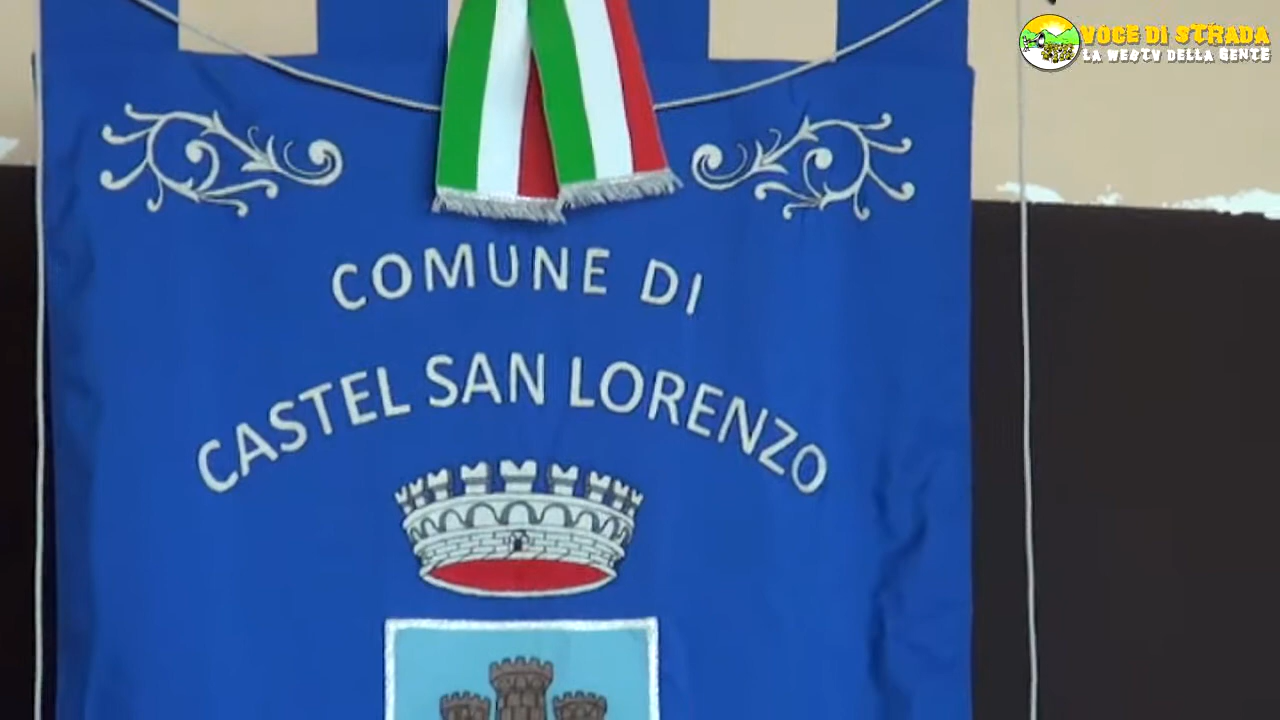 VOCE DI STRADA
LA WEBTV DELLA GENTE
COMUNE DI
CASTEL SAN LORENZO